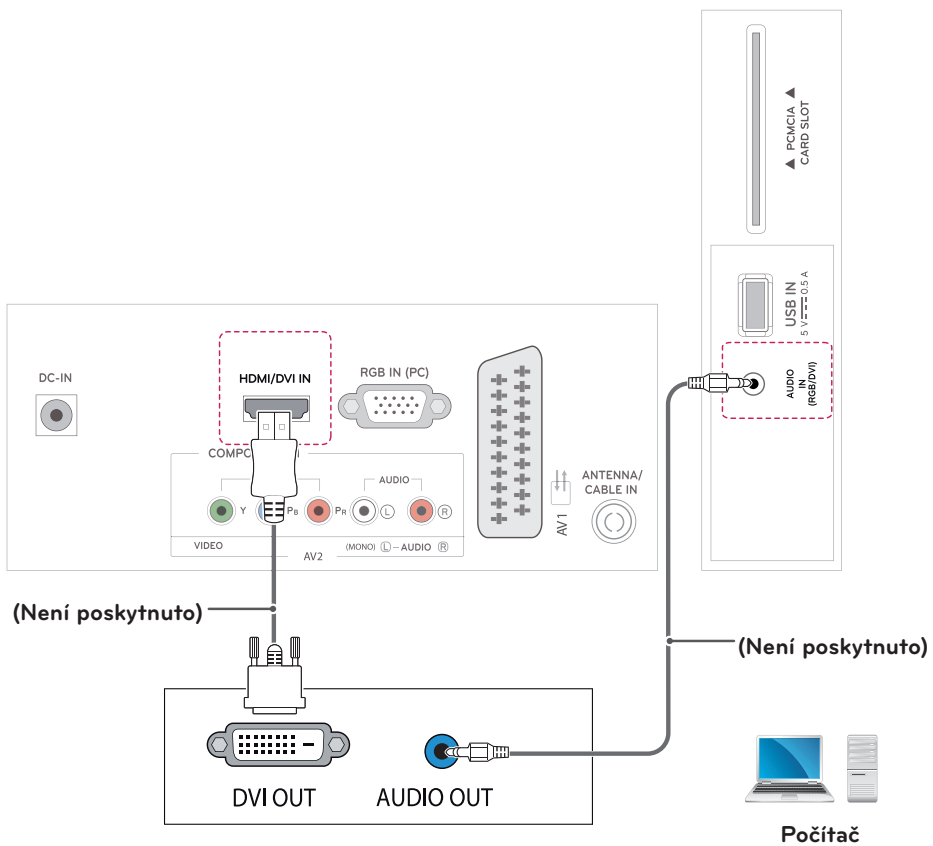 ▲ PCMCIA ▲
CARD SLOT
USB IN
5 V 0.5 A
AUDIO
IN
(RGB/DVI)
DC-IN
HDMI/DVI IN
RGB IN (PC)
ANTENNA/
CABLE IN
AV1
AUDIO
Y
PB
PR
L
R
VIDEO
AV2
(MONO) L - AUDIO R
(Není poskytnuto)
(Není poskytnuto)
DVI OUT
AUDIO OUT
Počítač